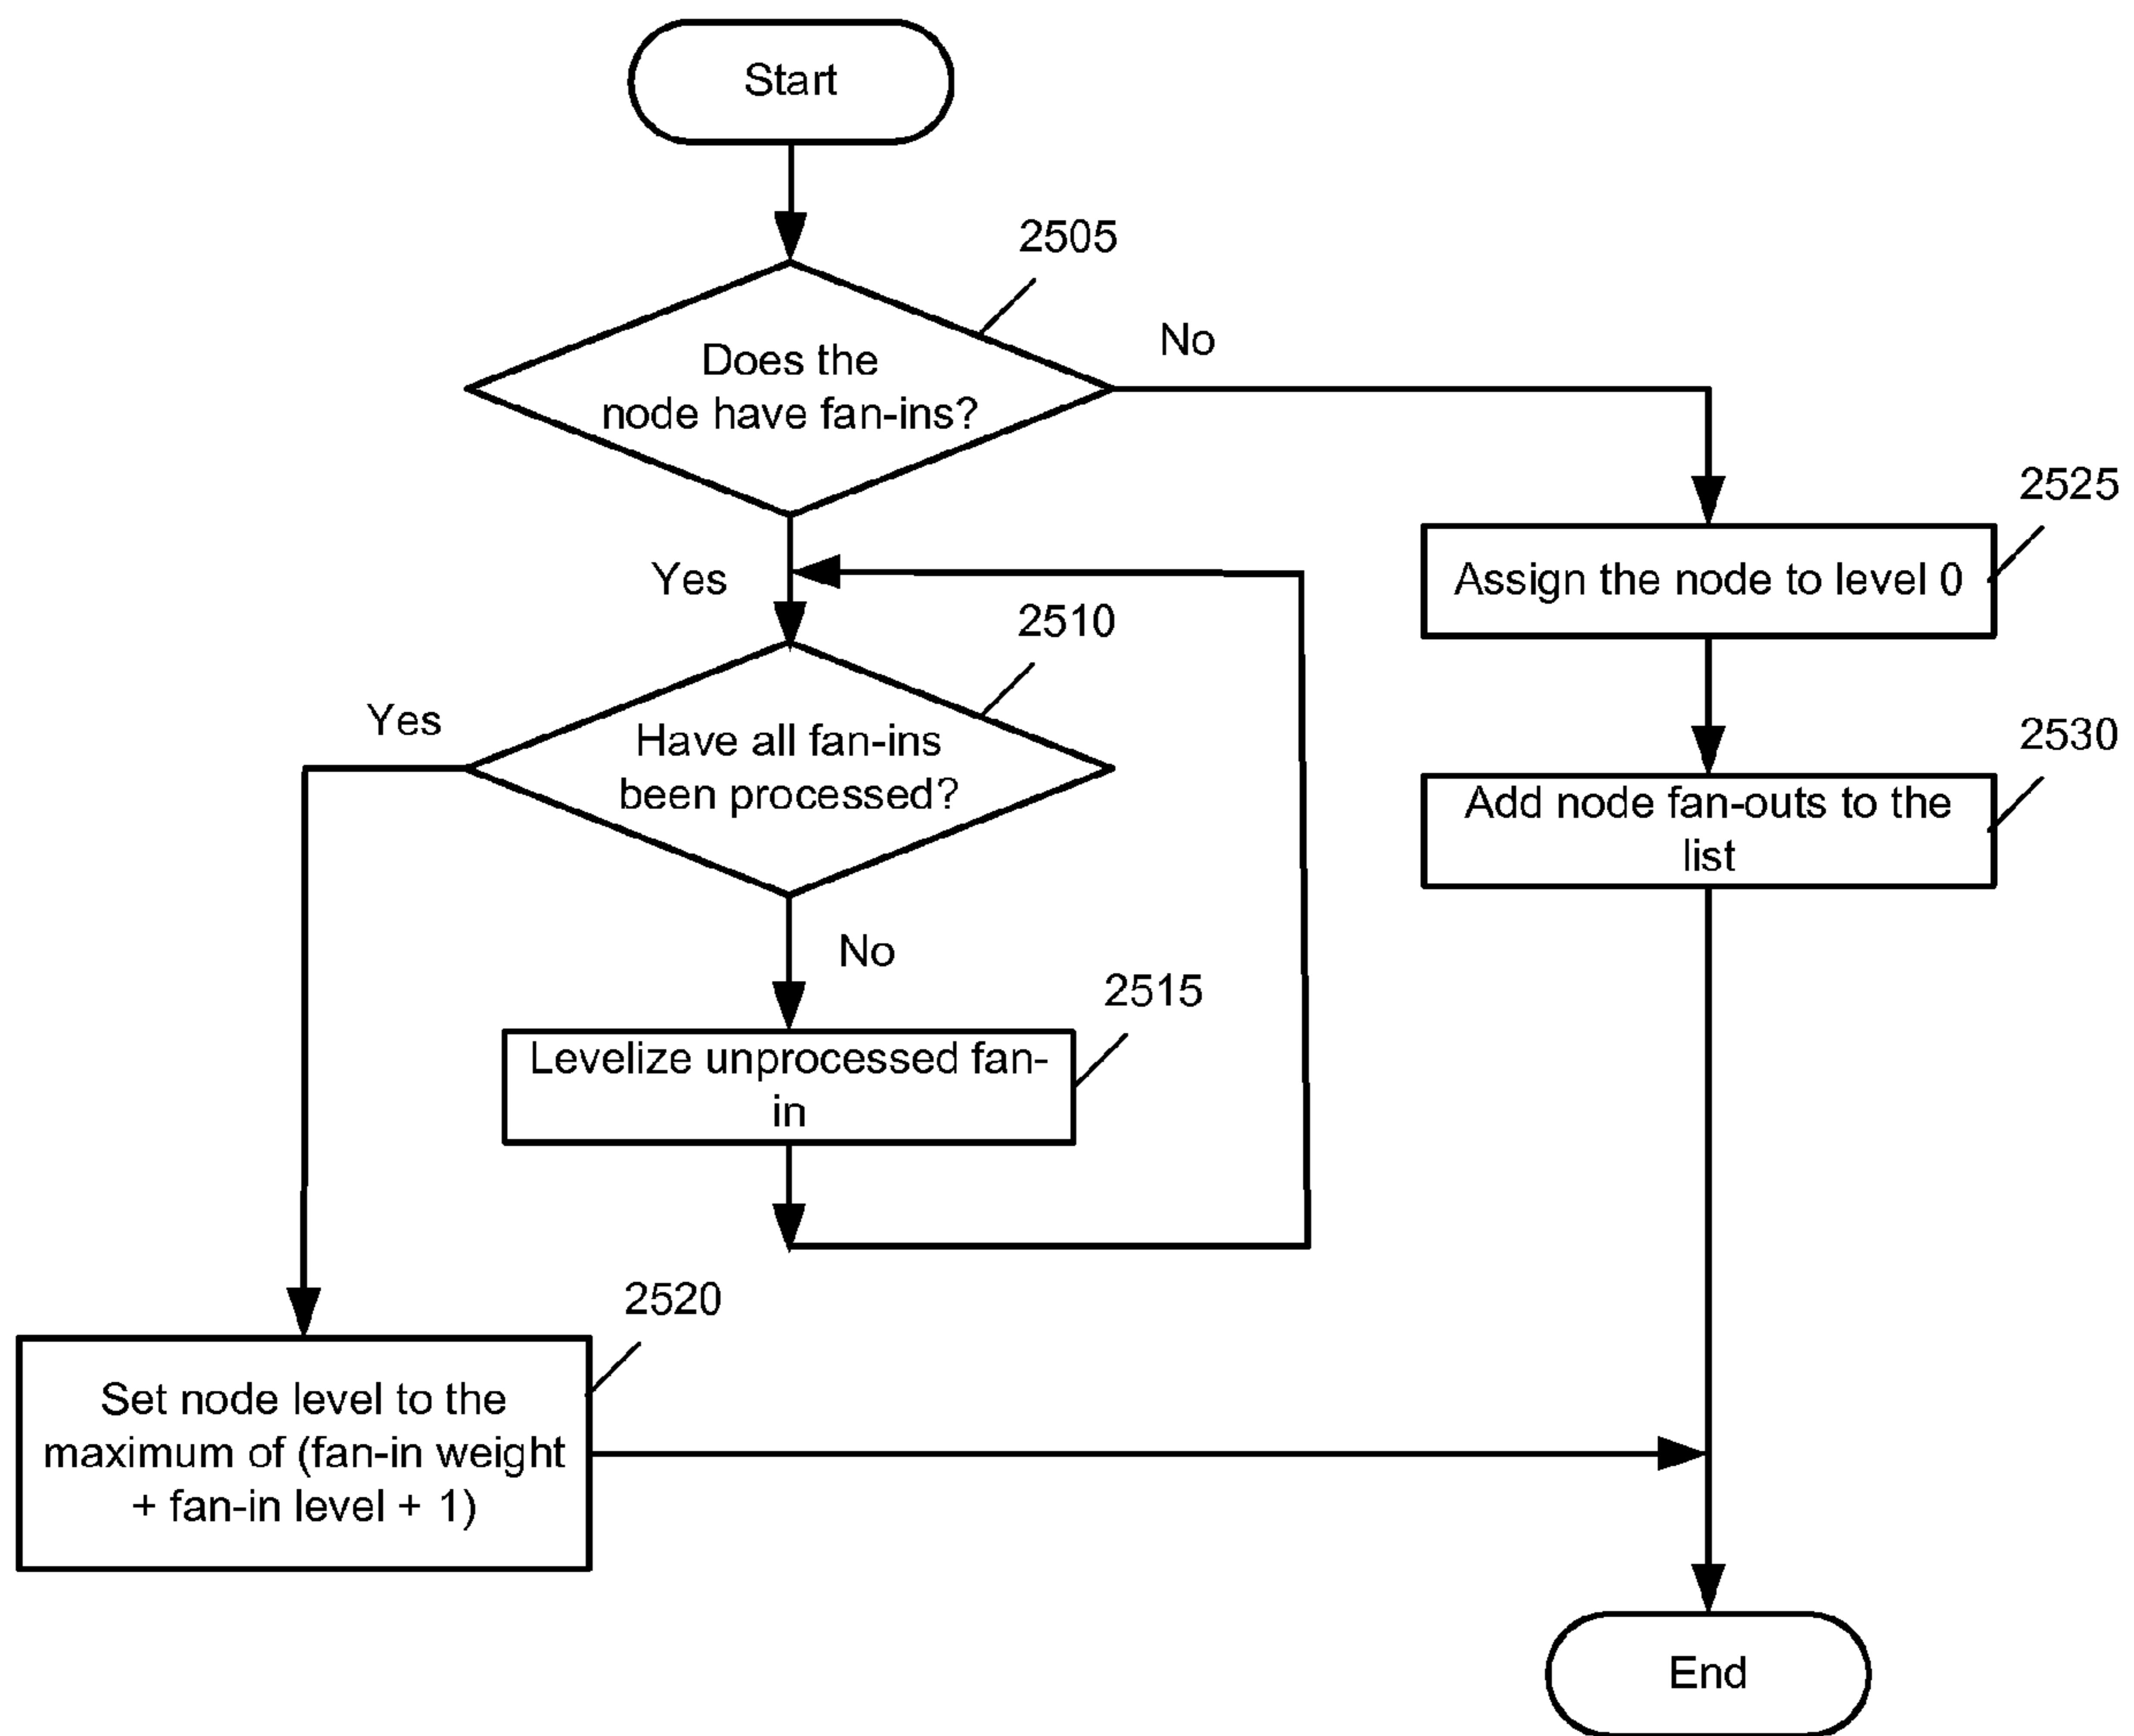 Start
2505
Does the
node have fan-ins?
No
Yes
2525
Assign the node to level 0
2510
Yes
Have all fan-ins
been processed?
2530
Add node fan-outs to the
list
No
2515
Levelize unprocessed fan-
in
2520
Set node level to the
maximum of (fan-in weight
+ fan-in level + 1)
End